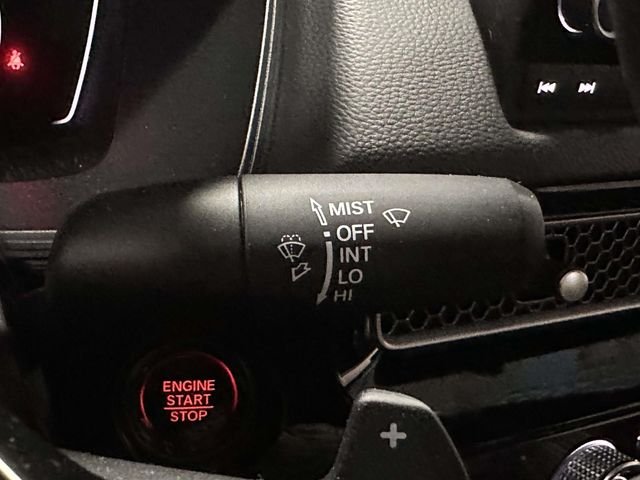 MIST
OFF
INT
LO
HI
ENGINE
START
STOP
+